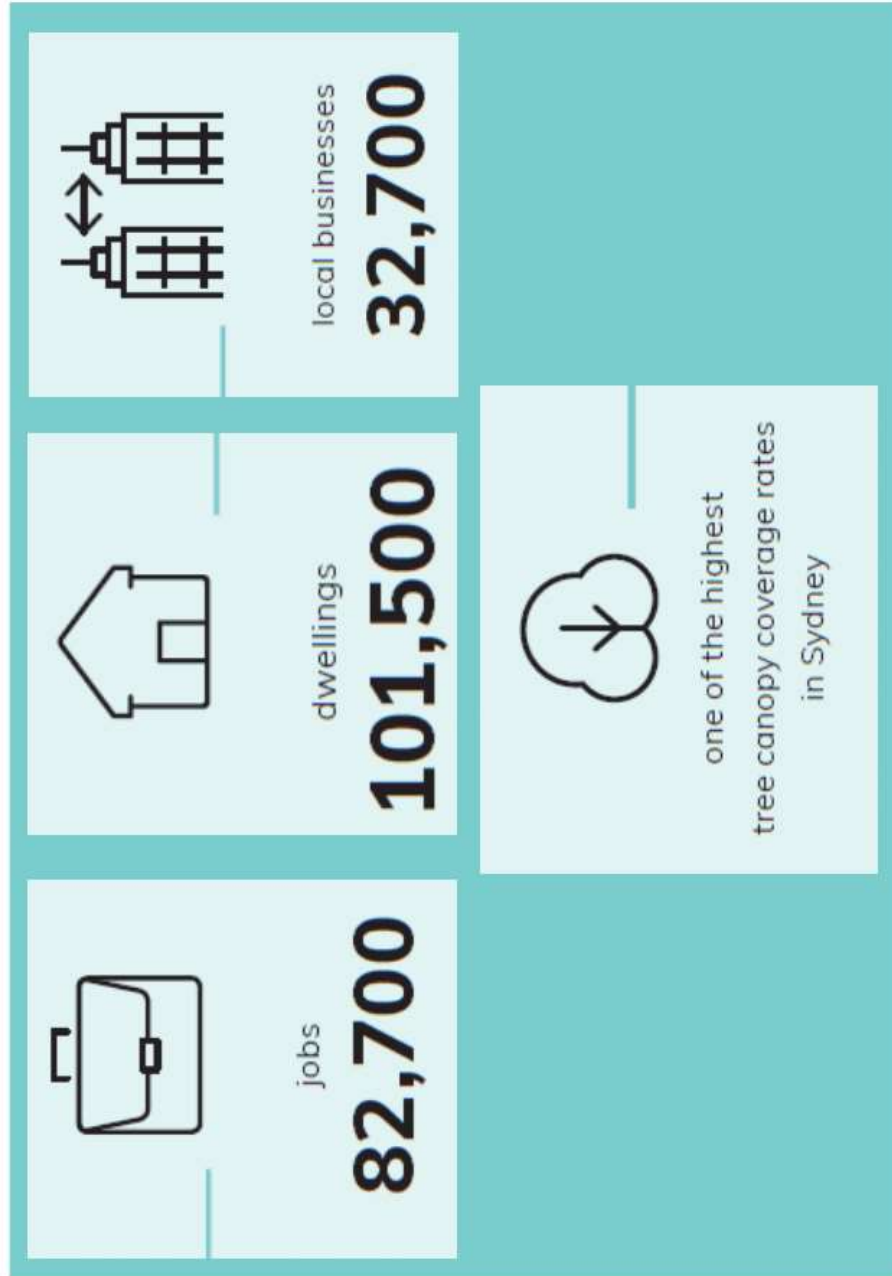 jobs
82,700
dwellings
101,500
local businesses
32,700
one of the highest
tree canopy coverage rates
in Sydney